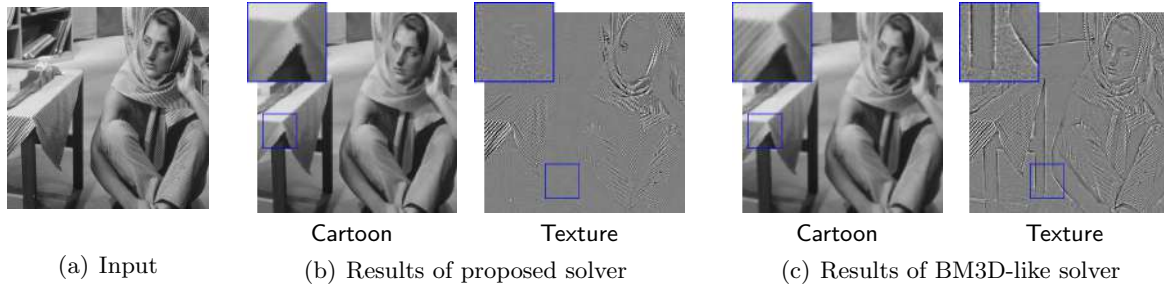 Cartoon
Texture
Cartoon
Texture
(a) Input
(b) Results of proposed solver
(c) Results of BM3D-like solver